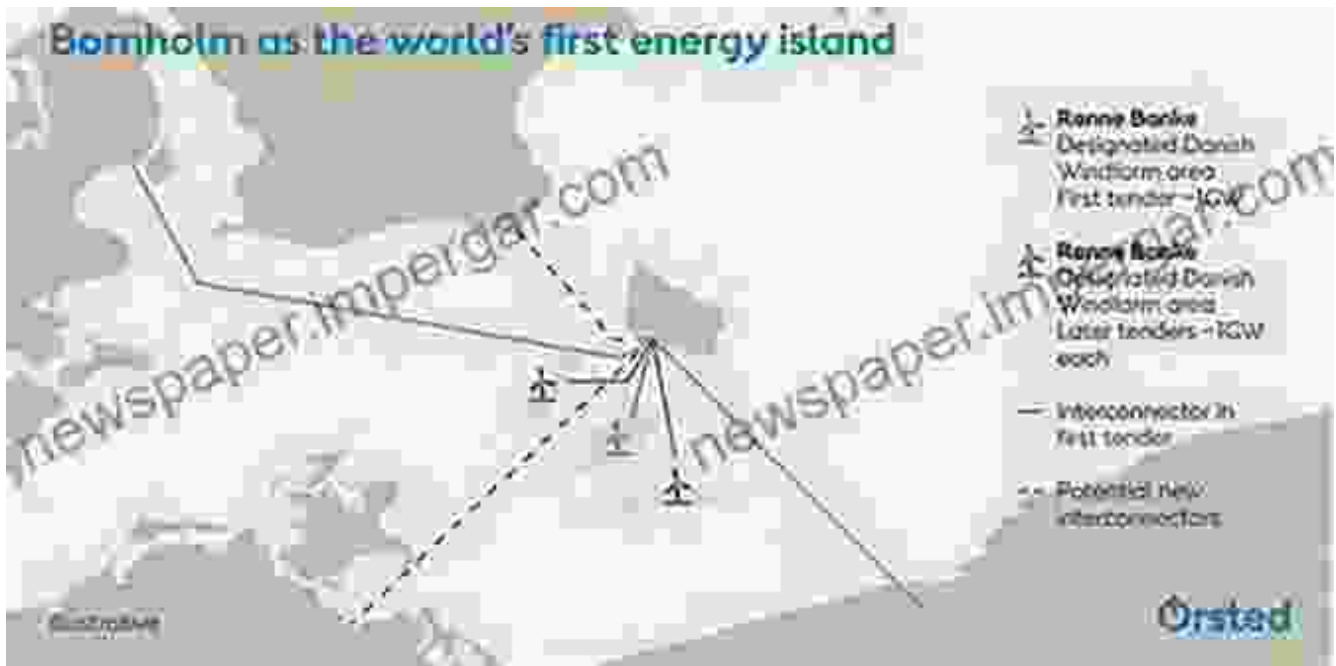 Bornholm as the world's first energy island
Rønne Banke
Designated Danish
Windfarm area
First tender ~1GW
Rønne Banke
Designated Danish
Windfarm area
Later tenders ~1GW
each
Interconnector in
first tender
Potential new
interconnectors
Illustrative
Ørsted
newspaper.impergar.com
newspaper.impergar.com